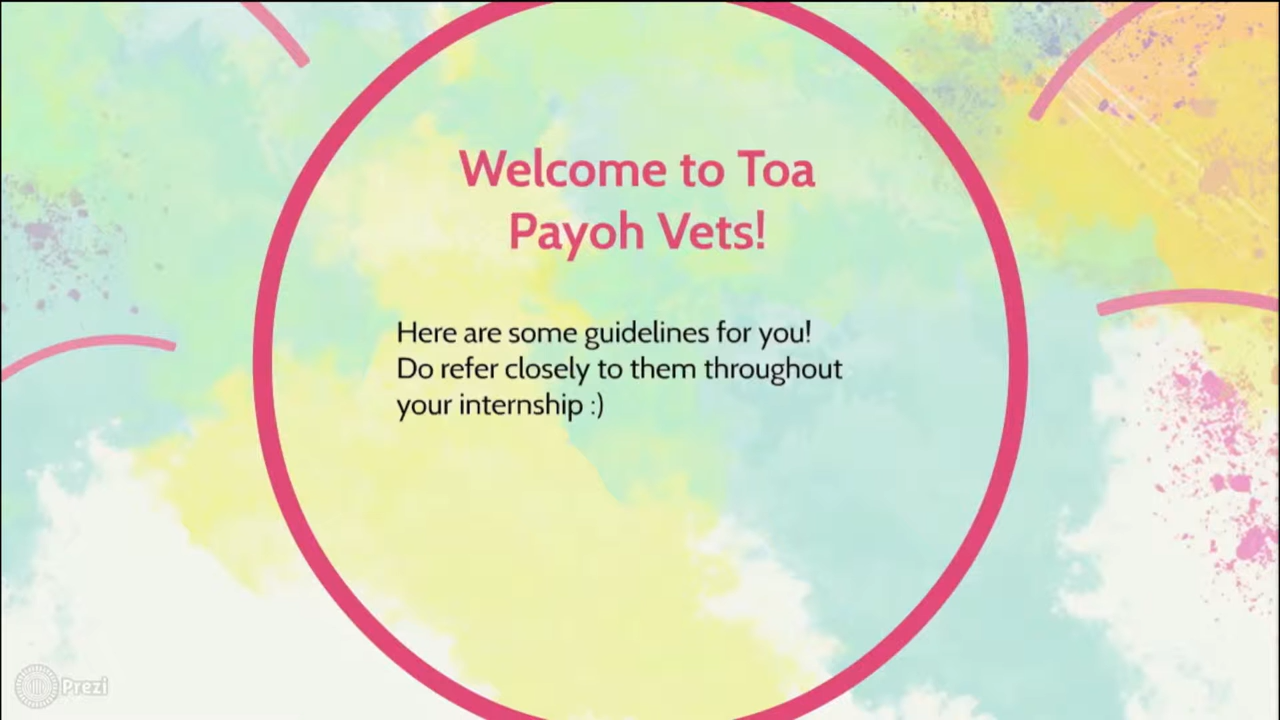 Welcome to Toa
Payoh Vets!
Here are some guidelines for you!
Do refer closely to them throughout
your internship :)
Prezi